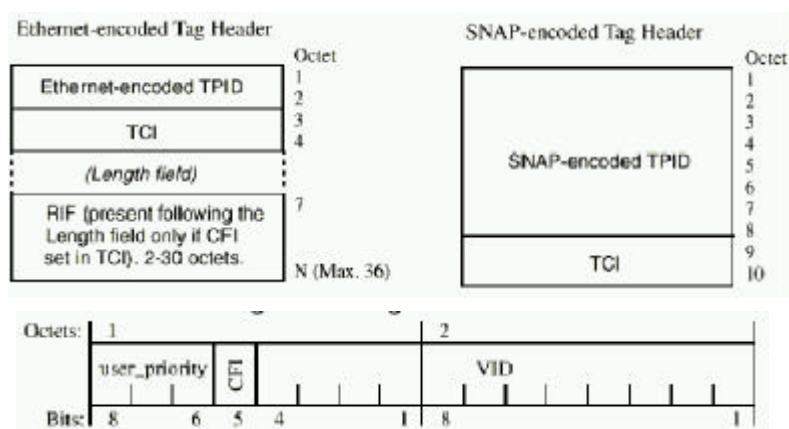 Ethernet-encoded Tag Header
Octet
Ethernet-encoded TPID
1
2
TCI
3
4
(Length field)
RIF (present following the
Length field only if CFI
set in TCI). 2-30 octets.
7
N (Max. 36)
SNAP-encoded Tag Header
Octet
SNAP-encoded TPID
1
2
3
4
5
6
7
8
TCI
9
10
Octets: 1 2
user_priority CFI VID
Bits: 8 6 5 4 1 8 1